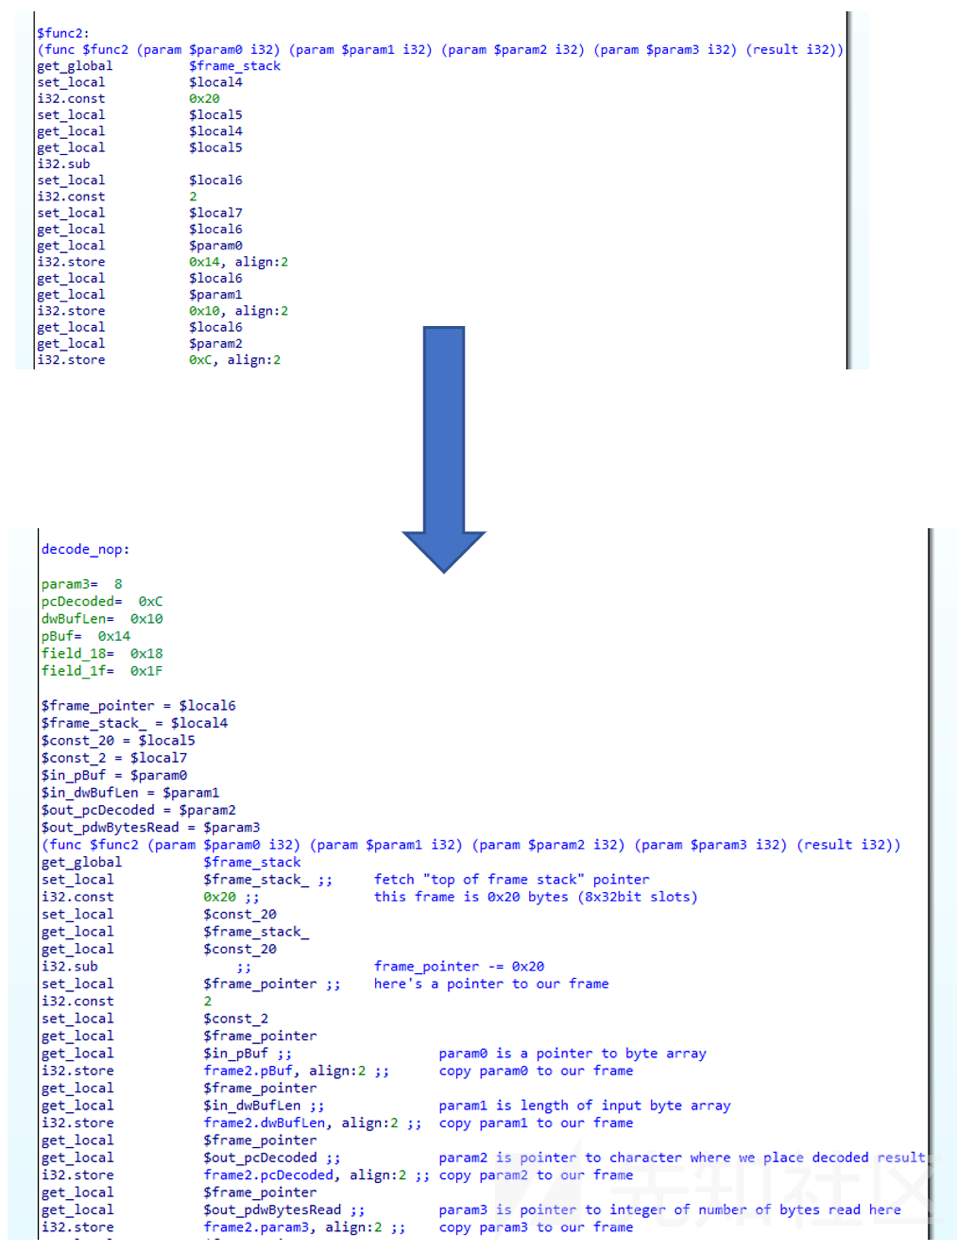 $func2:
(func $func2 (param $param0 i32) (param $param1 i32) (param $param2 i32) (param $param3 i32) (result i32))
get_global $frame_stack
set_local $local4
i32.const 0x20
set_local $local5
get_local $local4
get_local $local5
i32.sub
set_local $local6
i32.const 2
set_local $local7
get_local $local6
get_local $param0
i32.store 0x14, align:2
get_local $local6
get_local $param1
i32.store 0x10, align:2
get_local $local6
get_local $param2
i32.store 0xC, align:2
decode_nop:
param3= 8
pcDecoded= 0xC
dwBufLen= 0x10
pBuf= 0x14
field_18= 0x18
field_1f= 0x1F
$frame_pointer = $local6
$frame_stack_ = $local4
$const_20 = $local5
$const_2 = $local7
$in_pBuf = $param0
$in_dwBufLen = $param1
$out_pcDecoded = $param2
$out_pdwBytesRead = $param3
(func $func2 (param $param0 i32) (param $param1 i32) (param $param2 i32) (param $param3 i32) (result i32))
get_global $frame_stack
set_local $frame_stack_ ;; fetch "top of frame stack" pointer
i32.const 0x20 ;; this frame is 0x20 bytes (8x32bit slots)
set_local $const_20
get_local $frame_stack_
get_local $const_20
i32.sub ;; frame_pointer -= 0x20
set_local $frame_pointer ;; here's a pointer to our frame
i32.const 2
set_local $const_2
get_local $frame_pointer
get_local $in_pBuf ;; param0 is a pointer to byte array
i32.store frame2.pBuf, align:2 ;; copy param0 to our frame
get_local $frame_pointer
get_local $in_dwBufLen ;; param1 is length of input byte array
i32.store frame2.dwBufLen, align:2 ;; copy param1 to our frame
get_local $frame_pointer
get_local $out_pcDecoded ;; param2 is pointer to character where we place decoded result
i32.store frame2.pcDecoded, align:2 ;; copy param2 to our frame
get_local $frame_pointer
get_local $out_pdwBytesRead ;; param3 is pointer to integer of number of bytes read here
i32.store frame2.param3, align:2 ;; copy param3 to our frame
先知社区